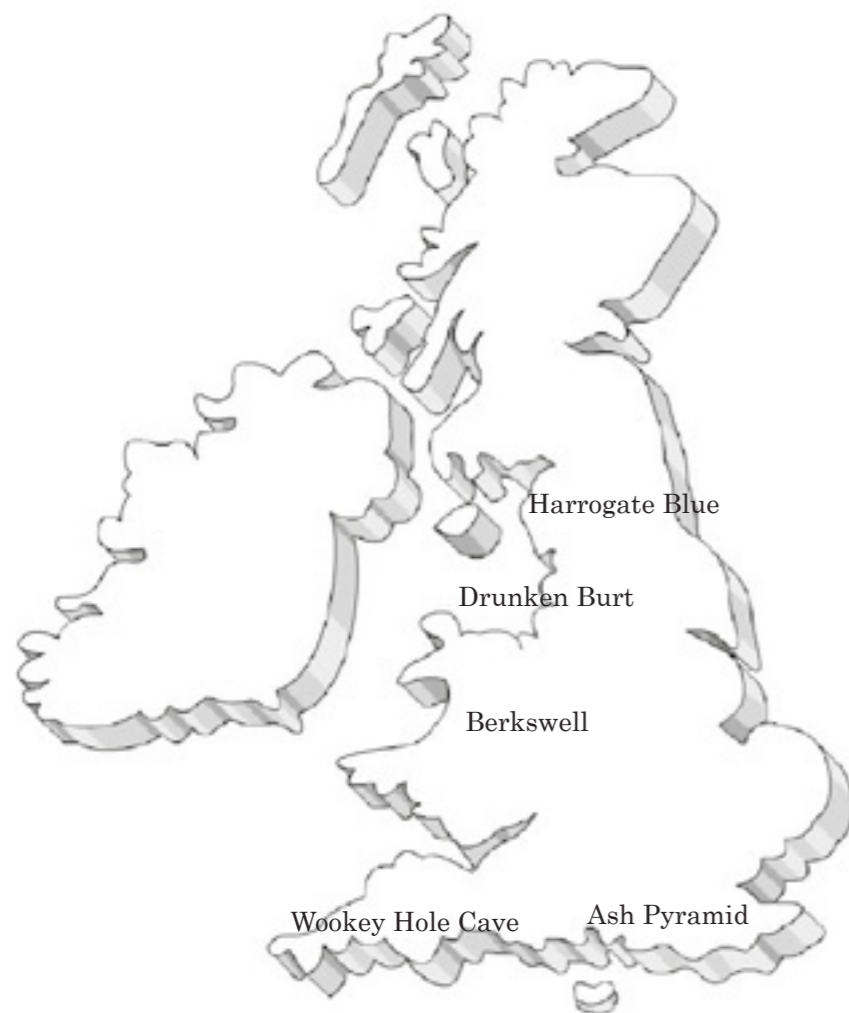 Harrogate Blue
Drunken Burt
Berkswell
Ash Pyramid
Wookey Hole Cave